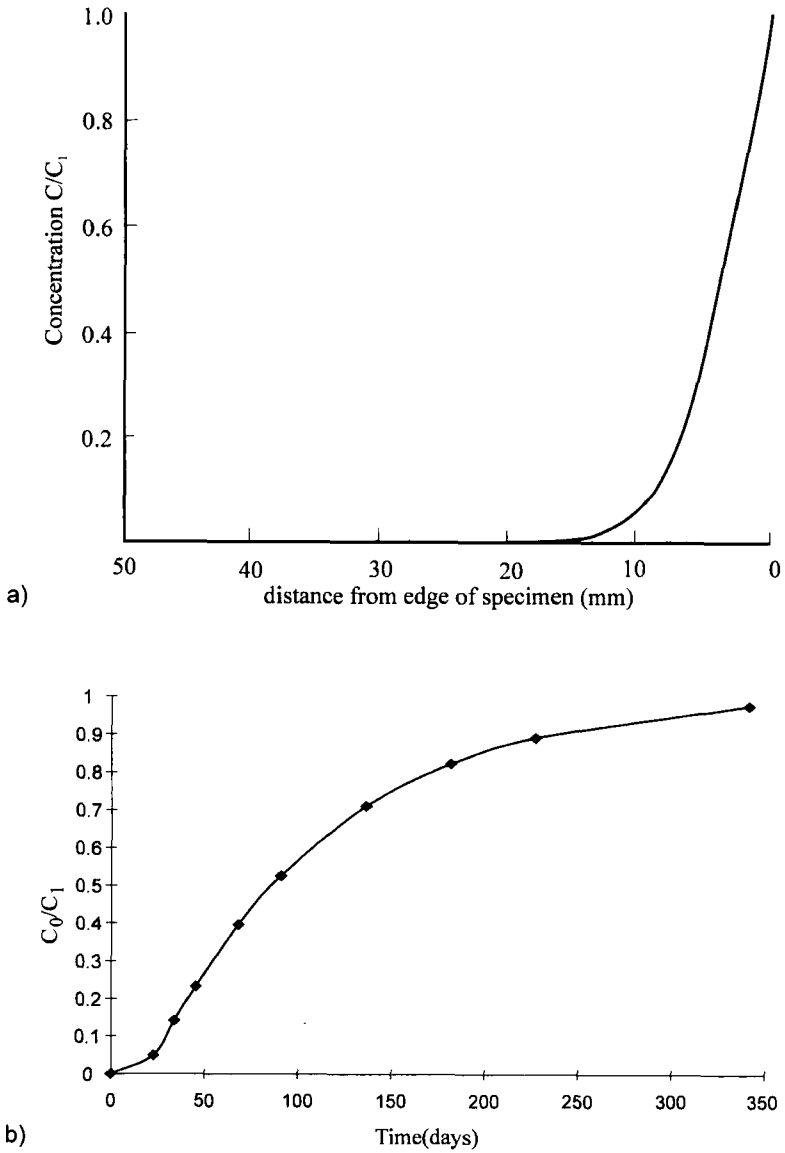 1.0
0.8
0.6
0.4
0.2
Concentration C/C₁
50 40 30 20 10 0
distance from edge of specimen (mm)
a)
1
0.9
0.8
0.7
0.6
0.5
0.4
0.3
0.2
0.1
0
C₀/C₁
0 50 100 150 200 250 300 350
Time(days)
b)